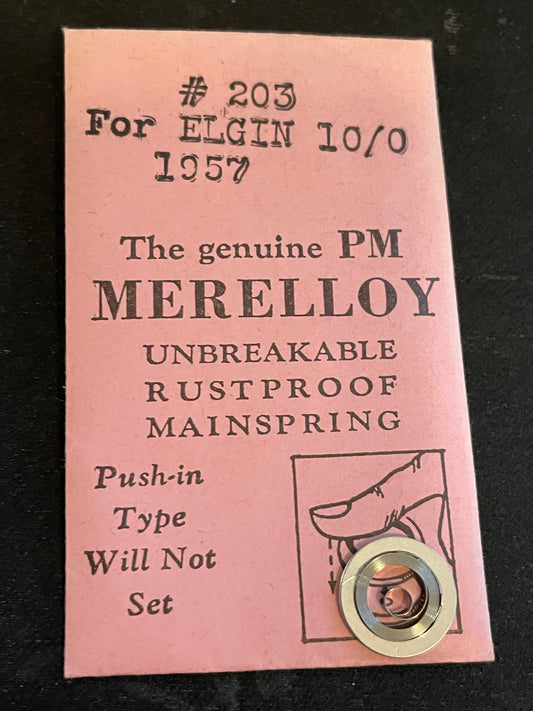 # 203
For ELGIN 10/0
1957
The genuine PM
MERELLOY
UNBREAKABLE
RUSTPROOF
MAINSPRING
Push-in
Type
Will Not
Set